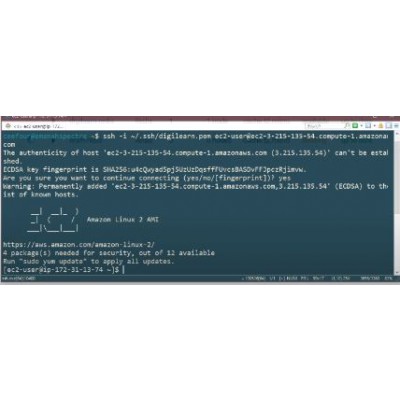 ~$ ssh -i ~/.ssh/digilearn.pem ec2-user@ec2-3-215-135-54.compute-1.amazonaws.
com
The authenticity of host 'ec2-3-215-135-54.compute-1.amazonaws.com (3.215.135.54)' can't be estal
shed.
ECDSA key fingerprint is
Are you sure you want to continue connecting (yes/no/[fingerprint])? yes
Warning: Permanently added 'ec2-3-215-135-54.compute-1.amazonaws.com,3.215.135.54' (ECDSA) to the
ist of known hosts.
Amazon Linux 2 AMI
https://aws.amazon.com/amazon-linux-2/
4 package(s) needed for security, out of 12 available
Run "sudo yum update" to apply all updates.
[ec2-user@ip-172-31-13-74 ~]$